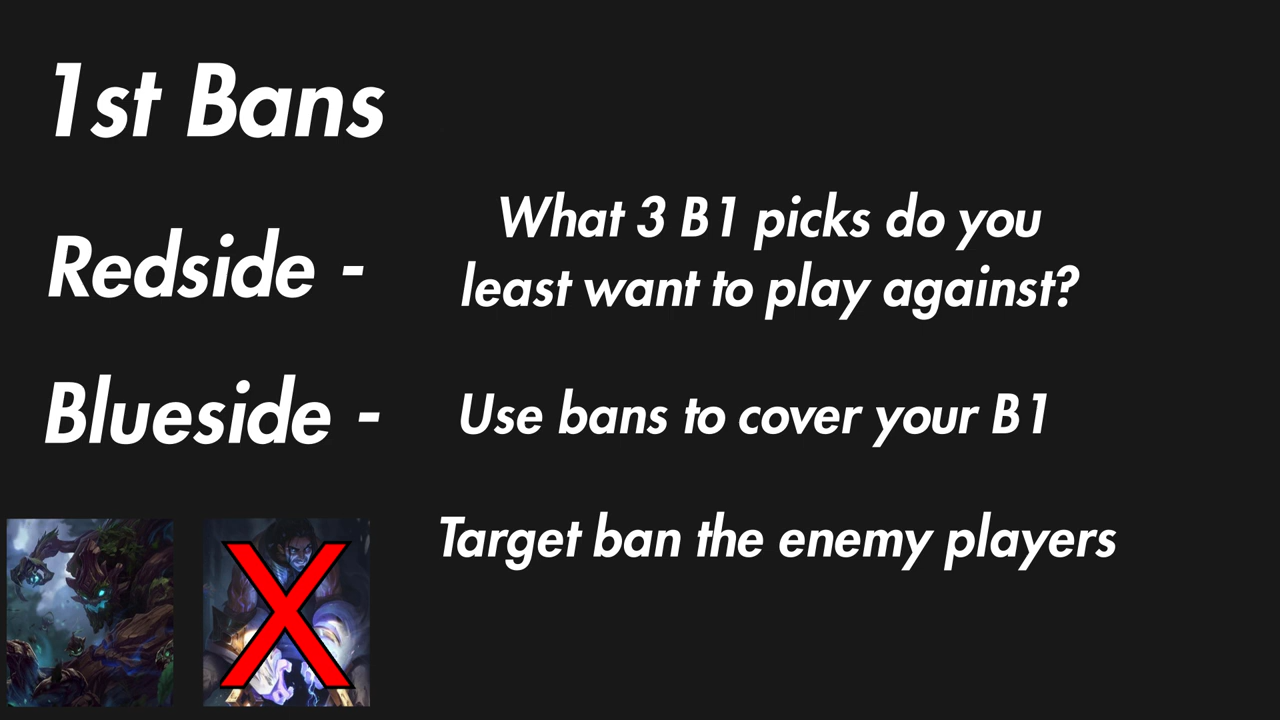 1st Bans
Redside -
What 3 B1 picks do you
least want to play against?
Blueside -
Use bans to cover your B1
Target ban the enemy players
X